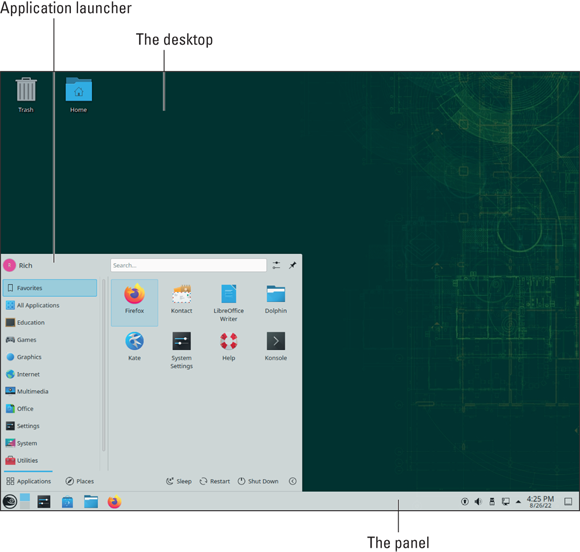 Application launcher
The desktop
Trash
Home
Rich
Search...
Favorites
All Applications
Education
Games
Graphics
Internet
Multimedia
Office
Settings
System
Utilities
Firefox
Kontact
LibreOffice
Writer
Dolphin
Kate
System
Settings
Help
Konsole
Applications
Places
Sleep
Restart
Shut Down
4:25 PM
8/26/22
The panel